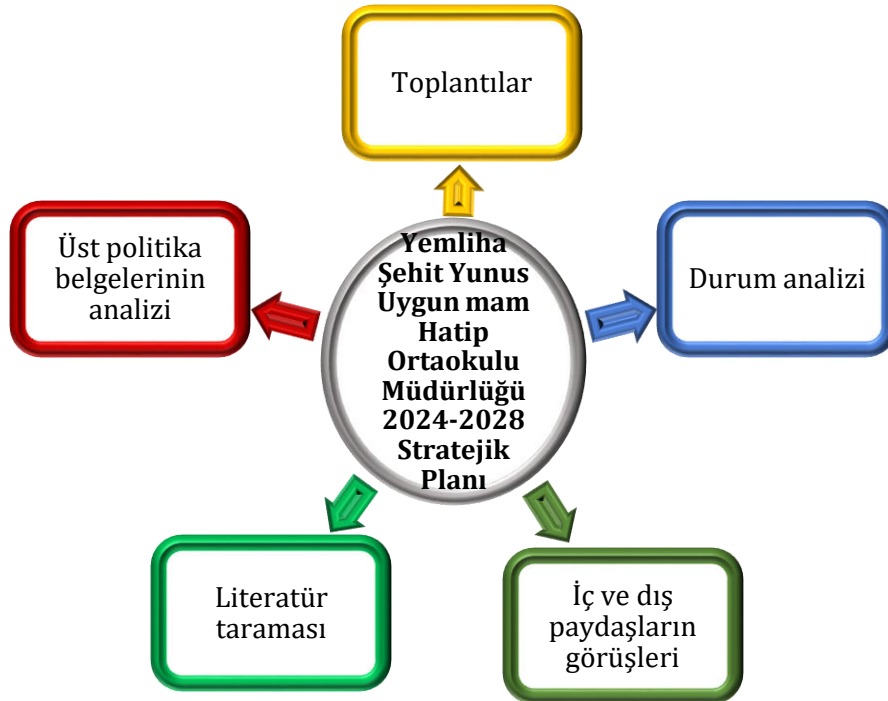 Toplantılar
Üst politika
belgelerinin
analizi
Yemliha
Şehit Yunus
Uygun mam
Hatip
Ortaokulu
Müdürlüğü
2024-2028
Stratejik
Planı
Durum analizi
Literatür
taraması
İç ve dış
paydaşların
görüşleri